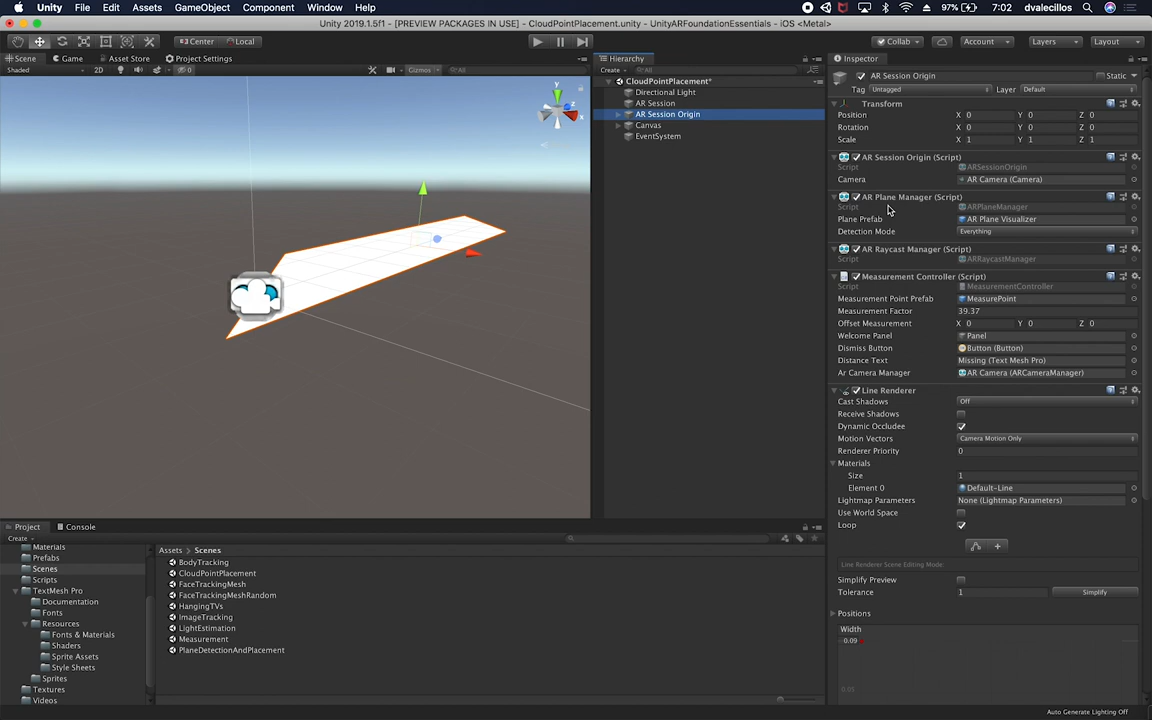 Unity File Edit Assets GameObject Component Window Help 97% 7:02 dvalecillos
Unity 2019.1.5f1 - [PREVIEW PACKAGES IN USE] - CloudPointPlacement.unity - UnityARFoundationEssentials - iOS <Metal>
Center Local Collab Account Layers Layout
Scene Game Asset Store Project Settings Hierarchy Inspector
Shaded 2D 0 Gizmos All Create All
AR Session Origin Static
CloudPointPlacement*
Tag Untagged Layer Default
Directional Light
AR Session
AR Session Origin
Canvas
EventSystem
y
z
x
Transform
Position X 0 Y 0 Z 0
Rotation X 0 Y 0 Z 0
Scale X 1 Y 1 Z 1
AR Session Origin (Script)
Script ARSessionOrigin
Camera AR Camera (Camera)
AR Plane Manager (Script)
Script ARPlaneManager
Plane Prefab AR Plane Visualizer
Detection Mode Everything
AR Raycast Manager (Script)
Script ARRaycastManager
Measurement Controller (Script)
Script MeasurementController
Measurement Point Prefab MeasurePoint
Measurement Factor 39.37
Offset Measurement X 0 Y 0 Z 0
Welcome Panel Panel
Dismiss Button Button (Button)
Distance Text Missing (Text Mesh Pro)
Ar Camera Manager AR Camera (ARCameraManager)
Line Renderer
Cast Shadows Off
Receive Shadows
Dynamic Occludee
Motion Vectors Camera Motion Only
Renderer Priority 0
Materials
Size 1
Element 0 Default-Line
Lightmap Parameters None (Lightmap Parameters)
Use World Space
Loop
Line Renderer Scene Editing Mode:
Simplify Preview
Tolerance 1 Simplify
Positions
Width
0.09
0.01
Project Console
Create
Materials
Prefabs
Scenes
Scripts
TextMesh Pro
Documentation
Fonts
Resources
Fonts & Materials
Shaders
Sprite Assets
Style Sheets
Sprites
Textures
Videos
Assets Scenes
BodyTracking
CloudPointPlacement
FaceTrackingMesh
FaceTrackingMeshRandom
HangingTVs
ImageTracking
LightEstimation
Measurement
PlaneDetectionAndPlacement
Auto Generate Lighting Off